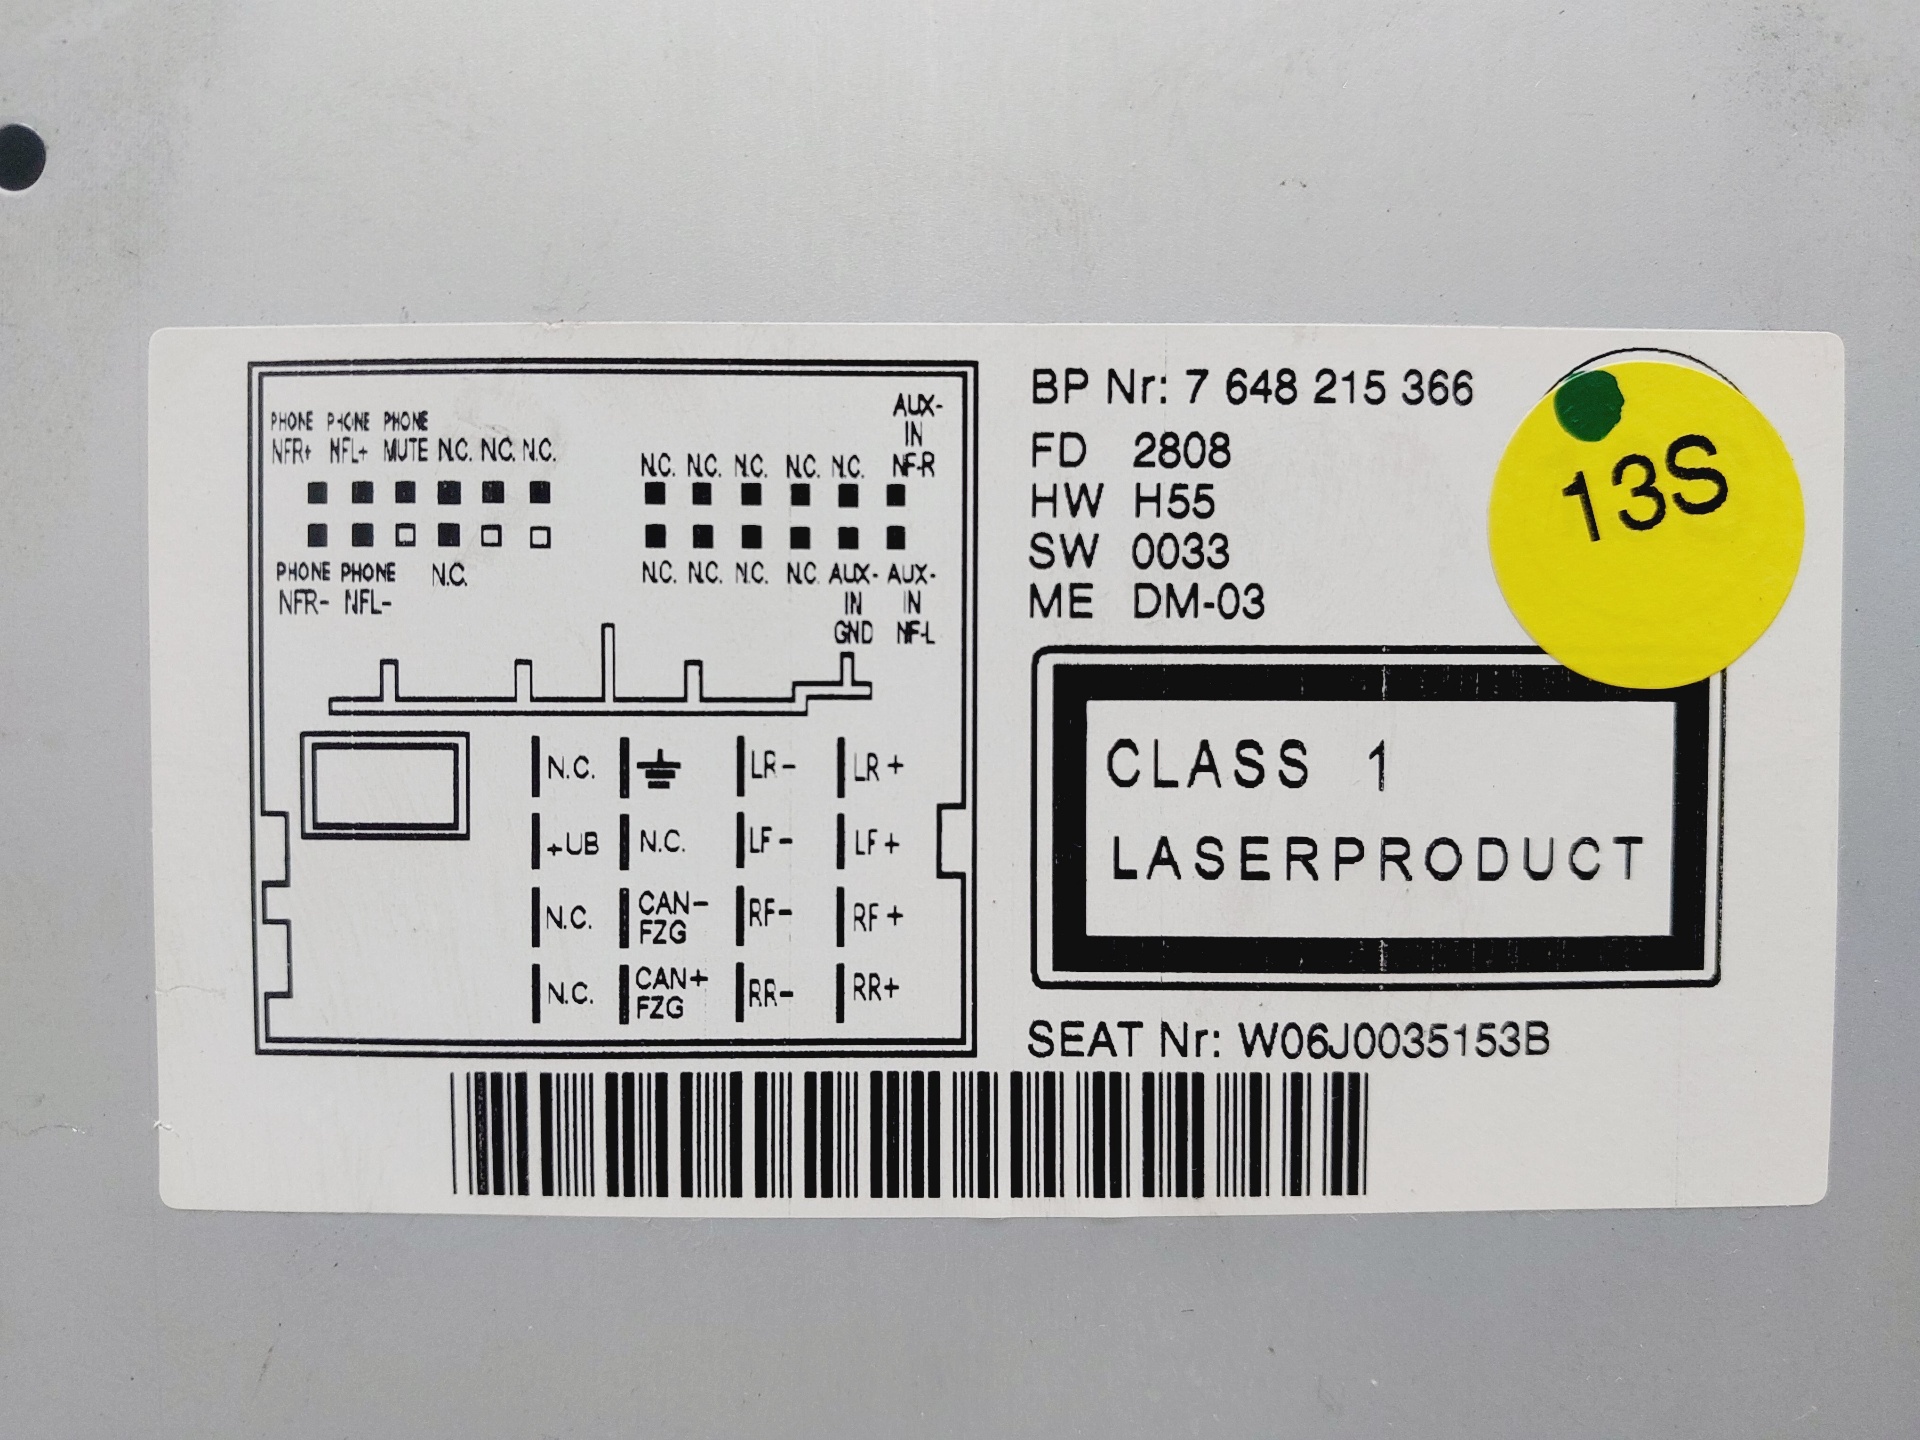 PHONE PHONE PHONE
NFR+ NFL+ MUTE N.C. N.C. N.C.
AUX-
IN
N.C. N.C. N.C. N.C. N.C. NF-R
PHONE PHONE N.C.
NFR- NFL-
N.C. N.C. N.C. N.C. AUX- AUX-
IN IN
GND NF-L
N.C. LR- LR+
+UB N.C. LF- LF+
N.C. CAN- RF- RF+
FZG
N.C. CAN+ RR- RR+
FZG
BP Nr: 7 648 215 366
FD 2808
HW H55
SW 0033
ME DM-03
13S
CLASS 1
LASERPRODUCT
SEAT Nr: W06J0035153B